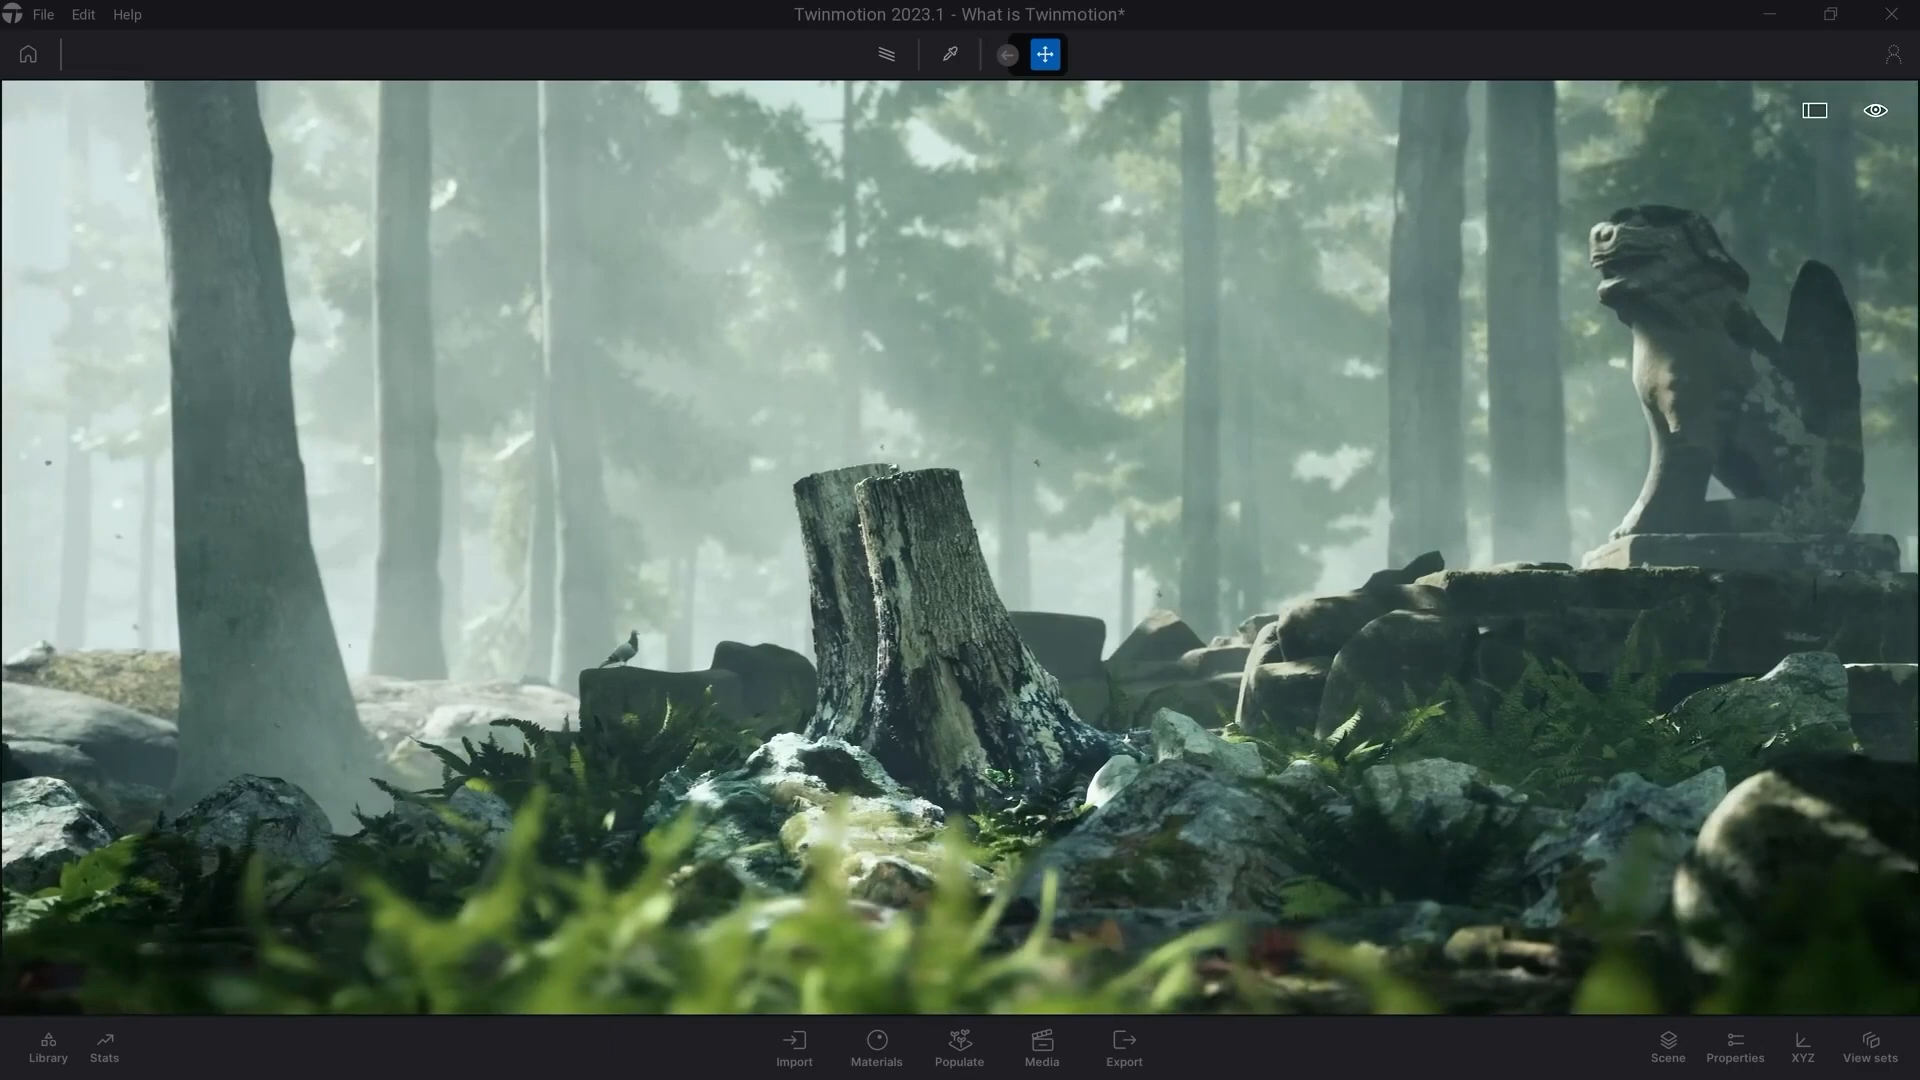 File Edit Help
Twinmotion 2023.1 - What is Twinmotion*
Library Stats
Import Materials Populate Media Export
Scene Properties XYZ View sets